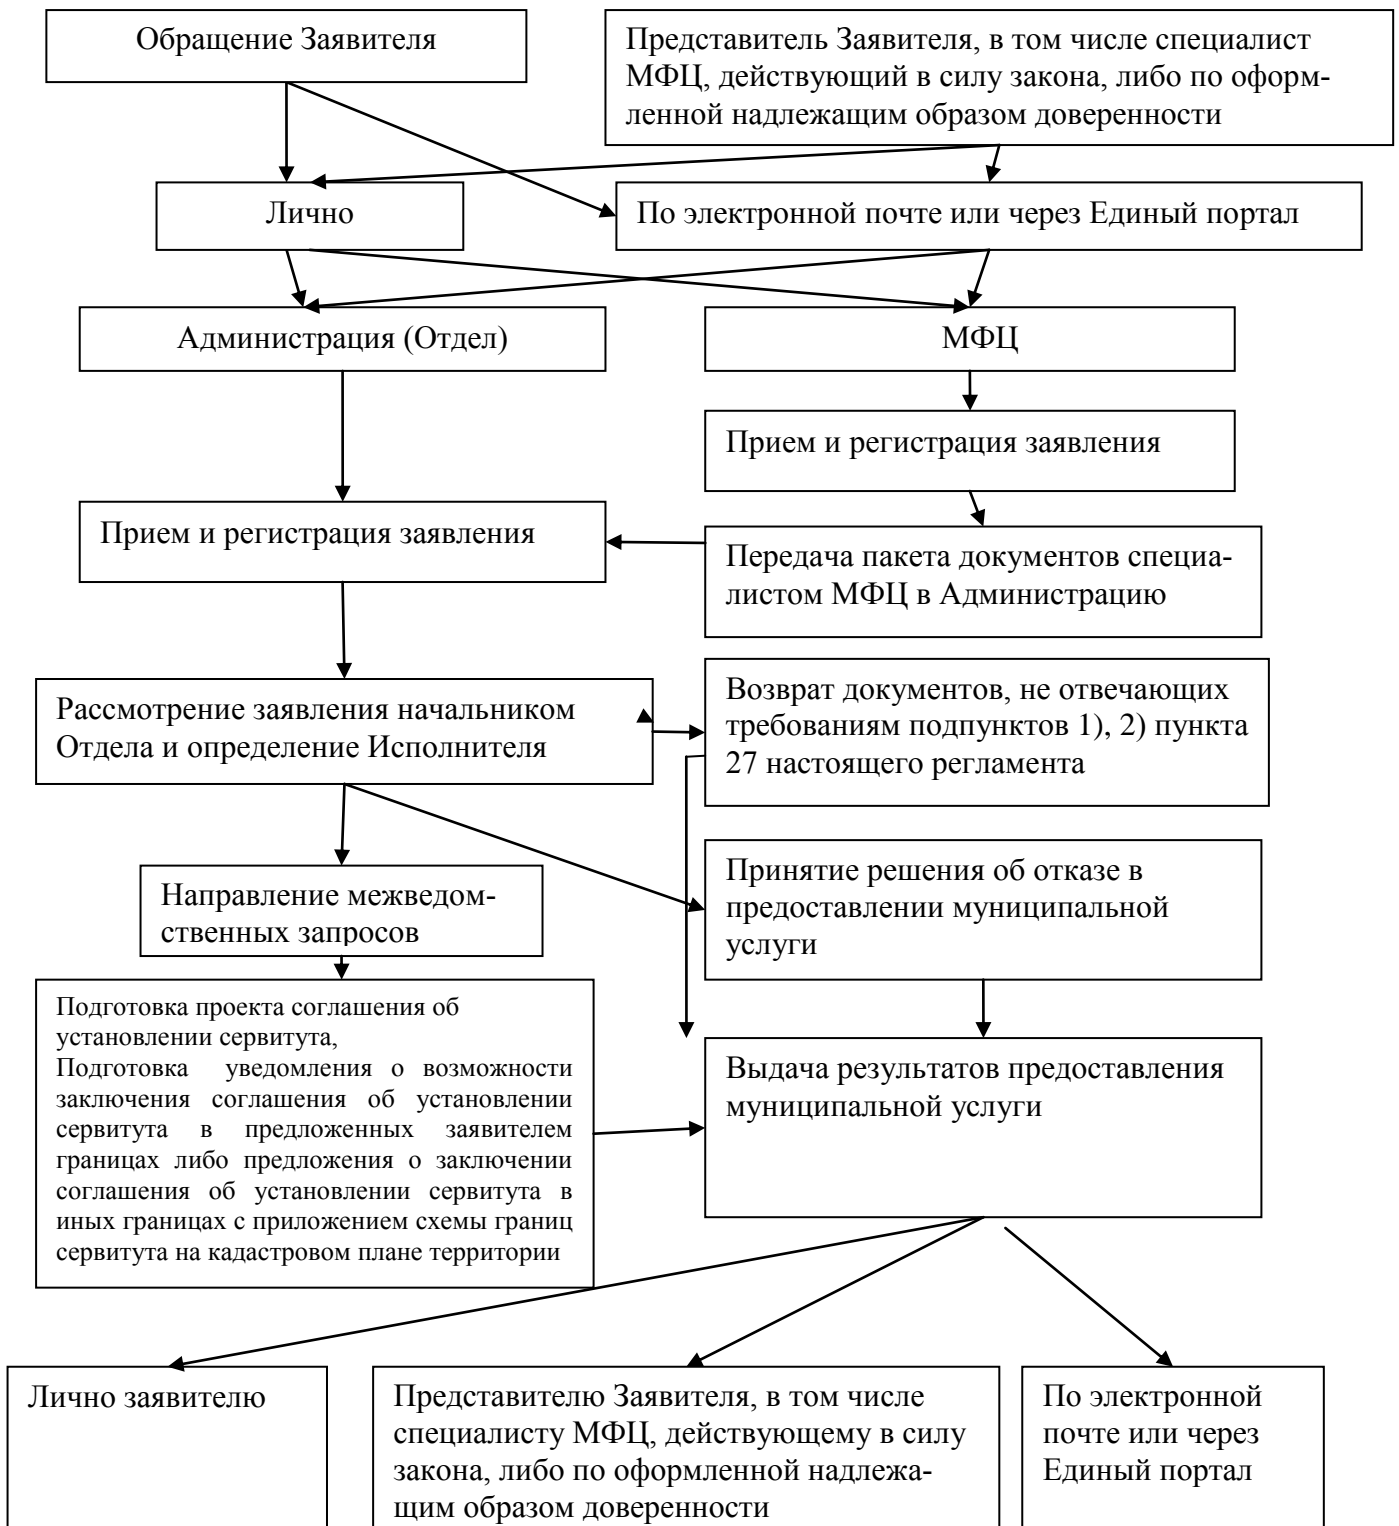 Обращение Заявителя
Представитель Заявителя, в том числе специалист
МФЦ, действующий в силу закона, либо по оформ-
ленной надлежащим образом доверенности
Лично
По электронной почте или через Единый портал
Администрация (Отдел)
МФЦ
Прием и регистрация заявления
Прием и регистрация заявления
Передача пакета документов специа-
листом МФЦ в Администрацию
Рассмотрение заявления начальником
Отдела и определение Исполнителя
Возврат документов, не отвечающих
требованиям подпунктов 1), 2) пункта
27 настоящего регламента
Направление межведом-
ственных запросов
Принятие решения об отказе в
предоставлении муниципальной
услуги
Подготовка проекта соглашения об
установлении сервитута,
Подготовка уведомления о возможности
заключения соглашения об установлении
сервитута в предложенных заявителем
границах либо предложения о заключении
соглашения об установлении сервитута в
иных границах с приложением схемы границ
сервитута на кадастровом плане территории
Выдача результатов предоставления
муниципальной услуги
Лично заявителю
Представителю Заявителя, в том числе
специалисту МФЦ, действующему в силу
закона, либо по оформленной надлежа-
щим образом доверенности
По электронной
почте или через
Единый портал